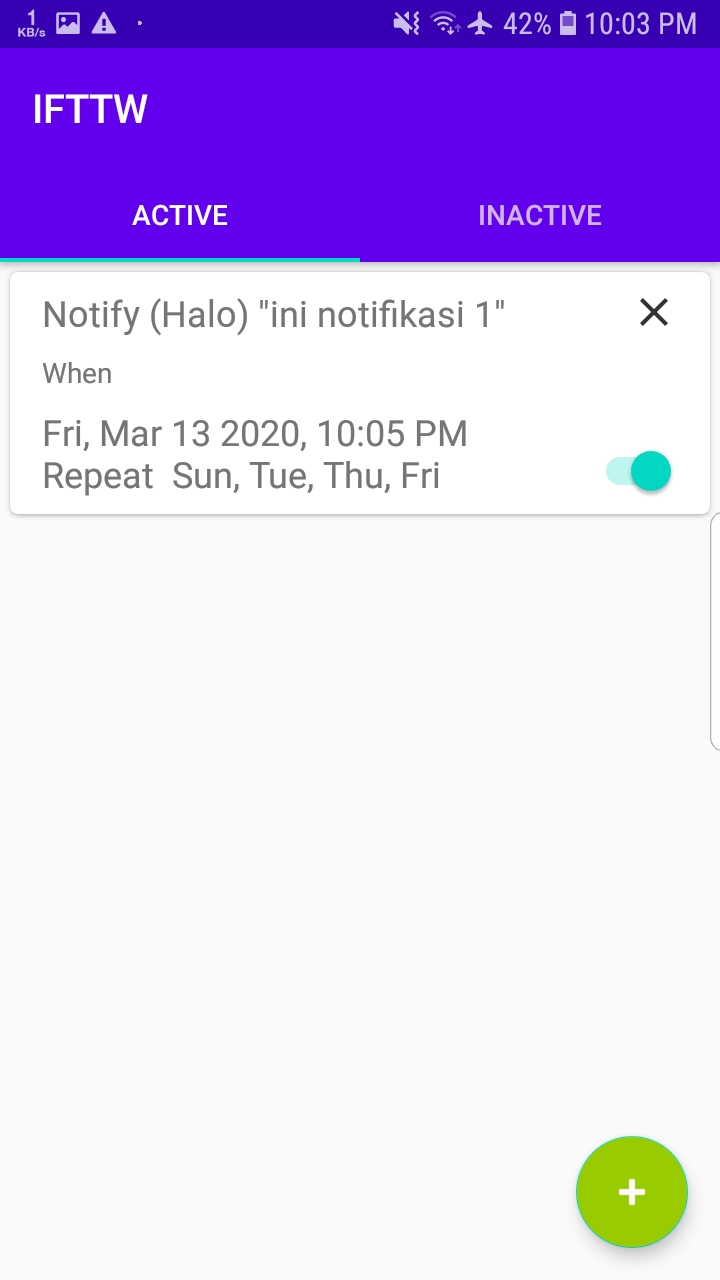 1
KB/s
42% 10:03 PM
IFTTW
ACTIVE INACTIVE
Notify (Halo) "ini notifikasi 1"
When
Fri, Mar 13 2020, 10:05 PM
Repeat  Sun, Tue, Thu, Fri